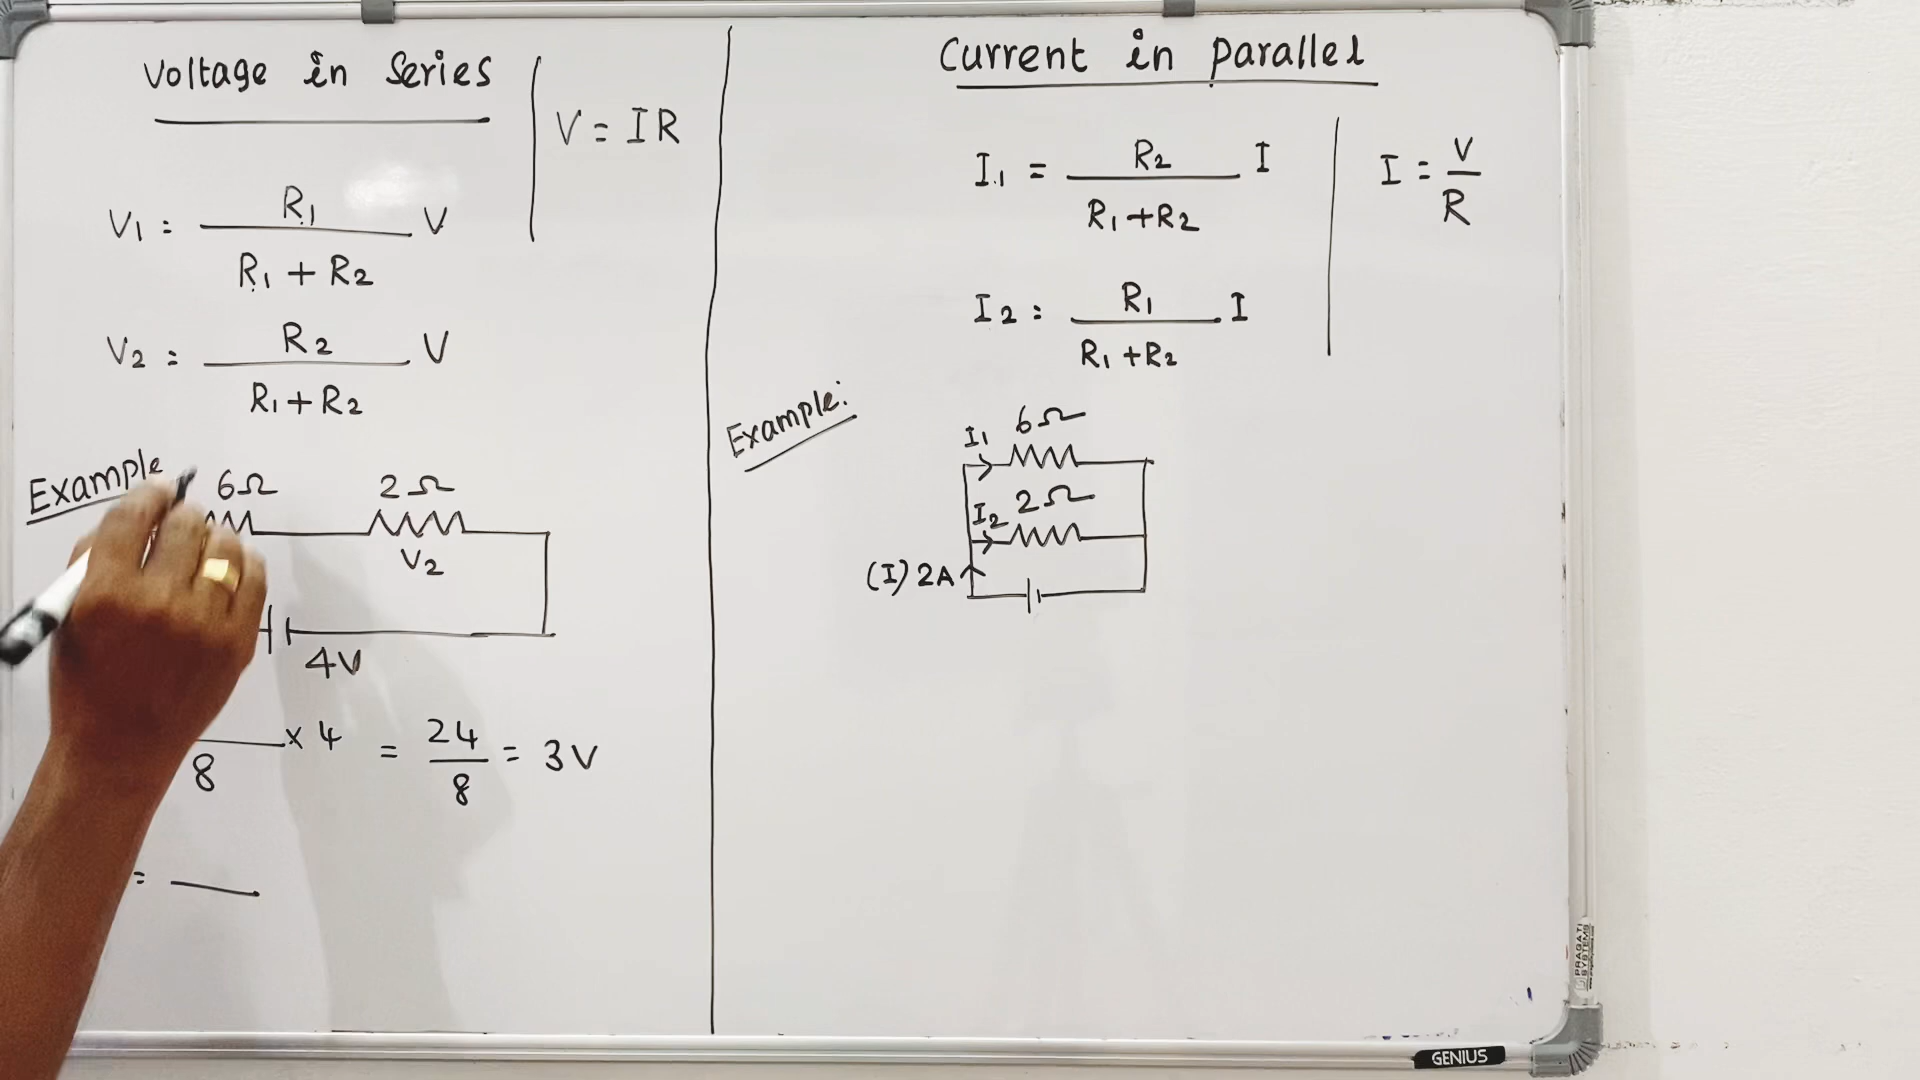 Voltage in Series
V = IR
V1 = R1 / R1 + R2 V
V2 = R2 / R1 + R2 V
Example
6Ω 2Ω
V2
4V
8 × 4 = 24 / 8 = 3V
= 
Current in parallel
I1 = R2 / R1 + R2 I
I = V / R
I2 = R1 / R1 + R2 I
Example:
I1 6Ω
I2 2Ω
(I) 2A
PRAGATI SYSTEMS
GENIUS